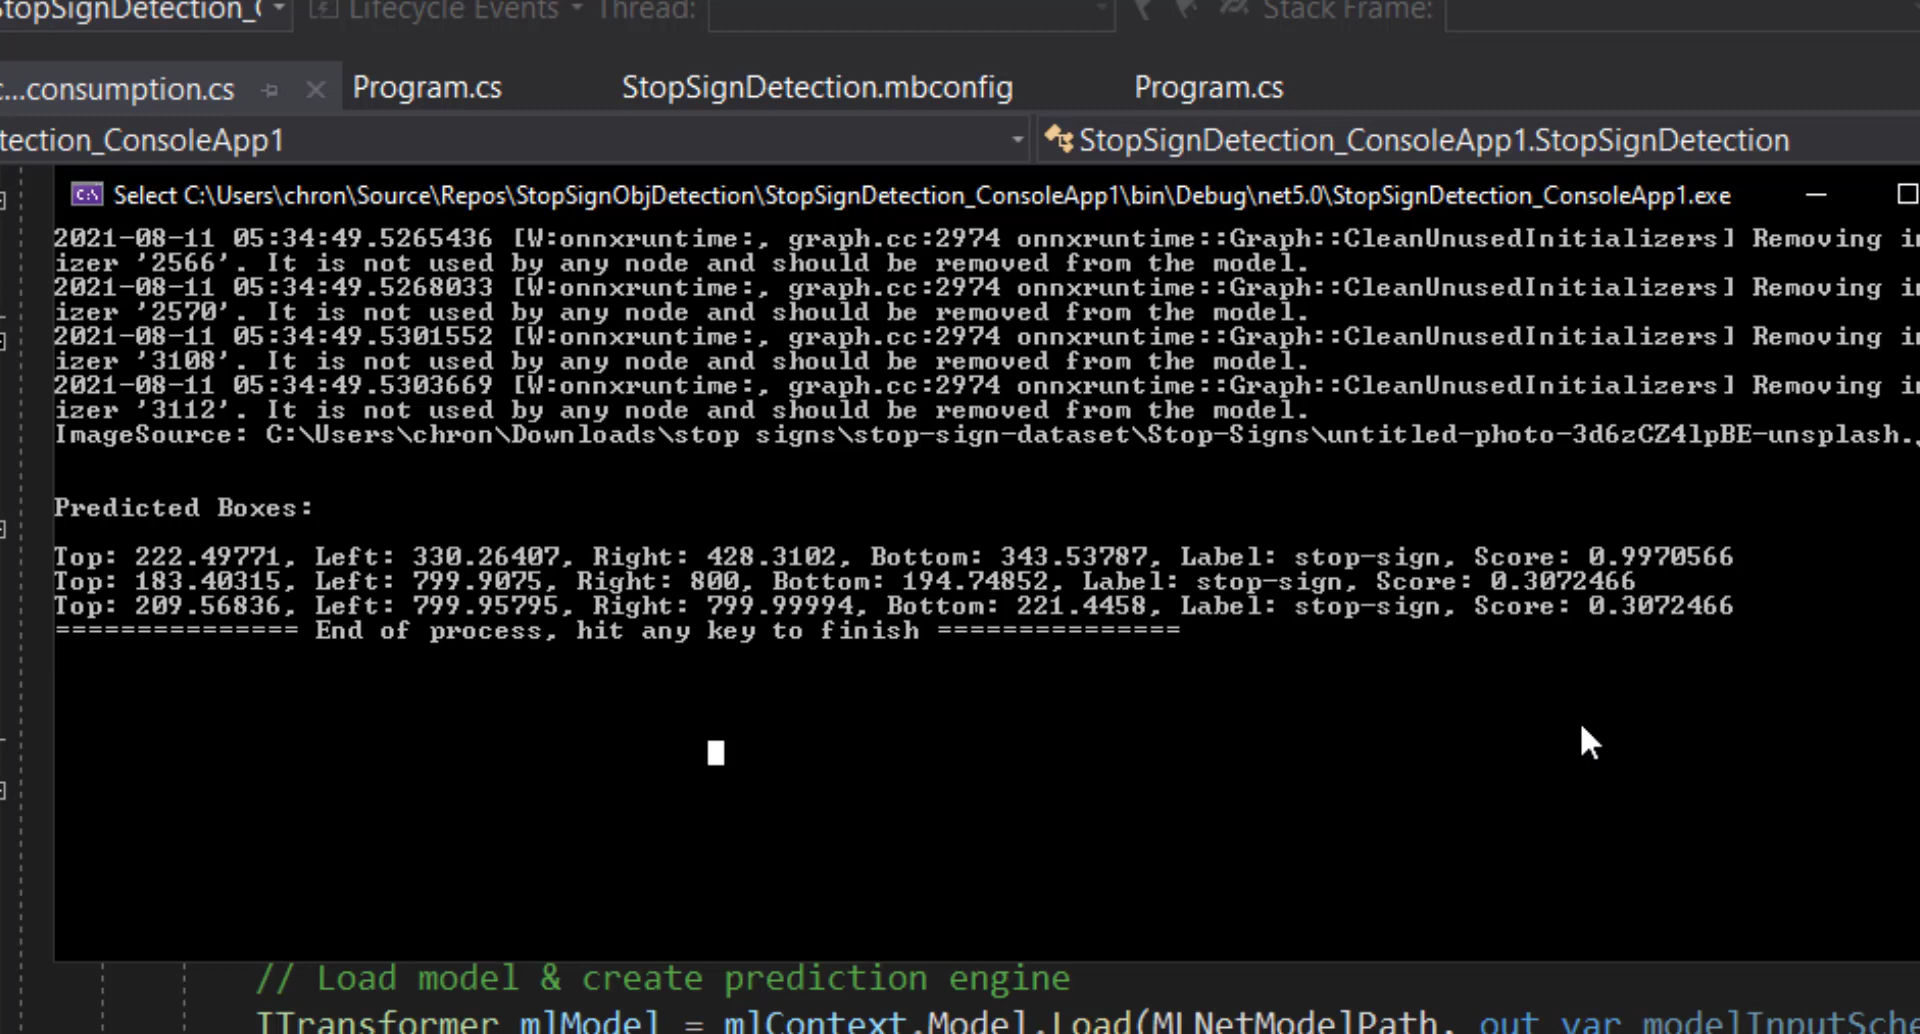 topSignDetection_( Lifecycle Events Thread: Stack Frame:
c...consumption.cs Program.cs StopSignDetection.mbconfig Program.cs
tection_ConsoleApp1 StopSignDetection_ConsoleApp1.StopSignDetection
Select C:\Users\chron\Source\Repos\StopSignObjDetection\StopSignDetection_ConsoleApp1\bin\Debug\net5.0\StopSignDetection_ConsoleApp1.exe
2021-08-11 05:34:49.5265436 [W:onnxruntime:, graph.cc:2974 onnxruntime::Graph::CleanUnusedInitializers] Removing in
izer '2566'. It is not used by any node and should be removed from the model.
2021-08-11 05:34:49.5268033 [W:onnxruntime:, graph.cc:2974 onnxruntime::Graph::CleanUnusedInitializers] Removing in
izer '2570'. It is not used by any node and should be removed from the model.
2021-08-11 05:34:49.5301552 [W:onnxruntime:, graph.cc:2974 onnxruntime::Graph::CleanUnusedInitializers] Removing in
izer '3108'. It is not used by any node and should be removed from the model.
2021-08-11 05:34:49.5303669 [W:onnxruntime:, graph.cc:2974 onnxruntime::Graph::CleanUnusedInitializers] Removing in
izer '3112'. It is not used by any node and should be removed from the model.
ImageSource: C:\Users\chron\Downloads\stop signs\stop-sign-dataset\Stop-Signs\untitled-photo-3d6zCZ4lpBE-unsplash.
Predicted Boxes:
Top: 222.49771, Left: 330.26407, Right: 428.3102, Bottom: 343.53787, Label: stop-sign, Score: 0.9970566
Top: 183.40315, Left: 799.9075, Right: 800, Bottom: 194.74852, Label: stop-sign, Score: 0.3072466
Top: 209.56836, Left: 799.95795, Right: 799.99994, Bottom: 221.4458, Label: stop-sign, Score: 0.3072466
=============== End of process, hit any key to finish ===============
// Load model & create prediction engine
ITransformer mlModel = mlContext.Model.Load(MLNetModelPath, out var modelInputSche